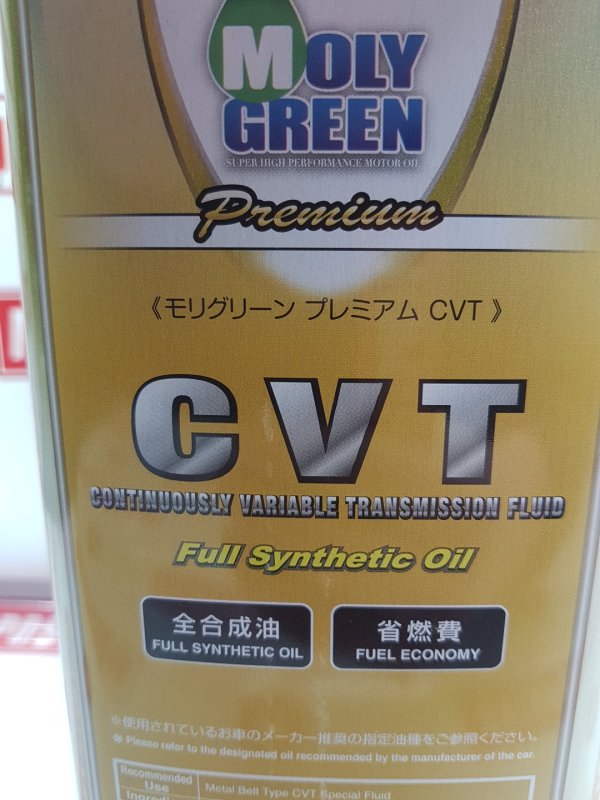 MOLY
GREEN
SUPER HIGH PERFORMANCE MOTOR OIL
Premium
《モリグリーン プレミアム CVT》
CVT
CONTINUOUSLY VARIABLE TRANSMISSION FLUID
Full Synthetic Oil
全合成油
FULL SYNTHETIC OIL
省燃費
FUEL ECONOMY
※使用されているお車のメーカー推奨の指定油種をご参照ください。
※ Please refer to the designated oil recommended by the manufacturer of the car.
Recommended
Use
Metal Belt Type CVT Special Fluid